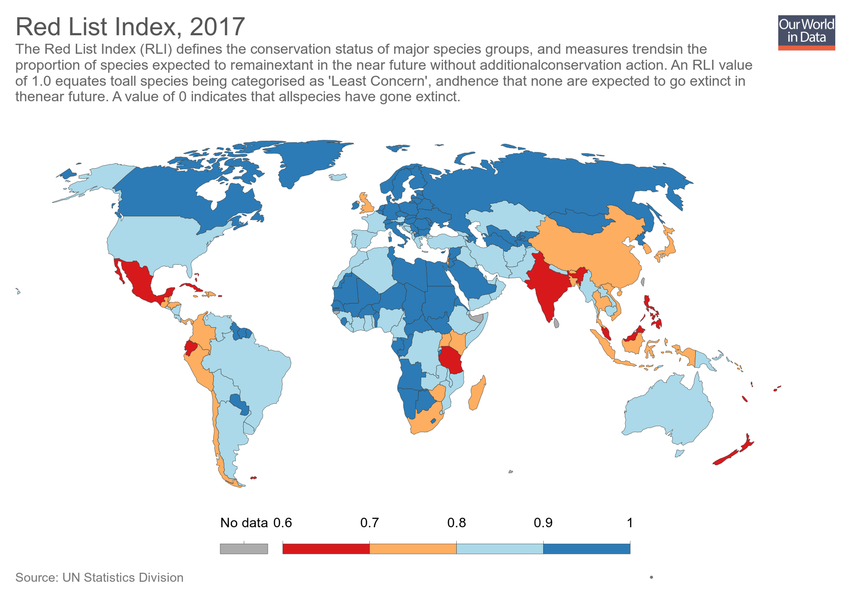 Red List Index, 2017
Our World
in Data
The Red List Index (RLI) defines the conservation status of major species groups, and measures trendsin the
proportion of species expected to remainextant in the near future without additionalconservation action. An RLI value
of 1.0 equates toall species being categorised as 'Least Concern', andhence that none are expected to go extinct in
thenear future. A value of 0 indicates that allspecies have gone extinct.
No data 0.6 0.7 0.8 0.9 1
Source: UN Statistics Division